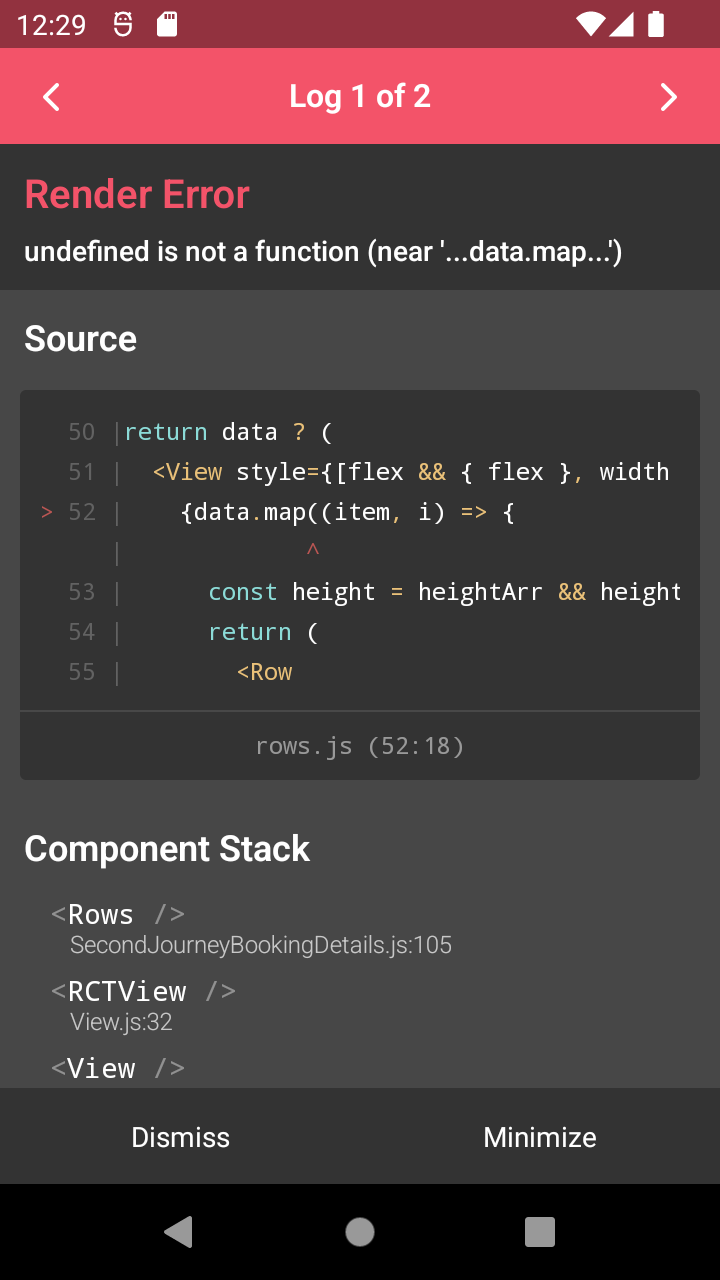 12:29
Log 1 of 2
Render Error
undefined is not a function (near '...data.map...')
Source
50 |return data ? (
51 |  <View style={[flex && { flex }, width
> 52 |    {data.map((item, i) => {
|             ^
53 |      const height = heightArr && height
54 |      return (
55 |        <Row
rows.js (52:18)
Component Stack
<Rows />
SecondJourneyBookingDetails.js:105
<RCTView />
View.js:32
<View />
Dismiss
Minimize